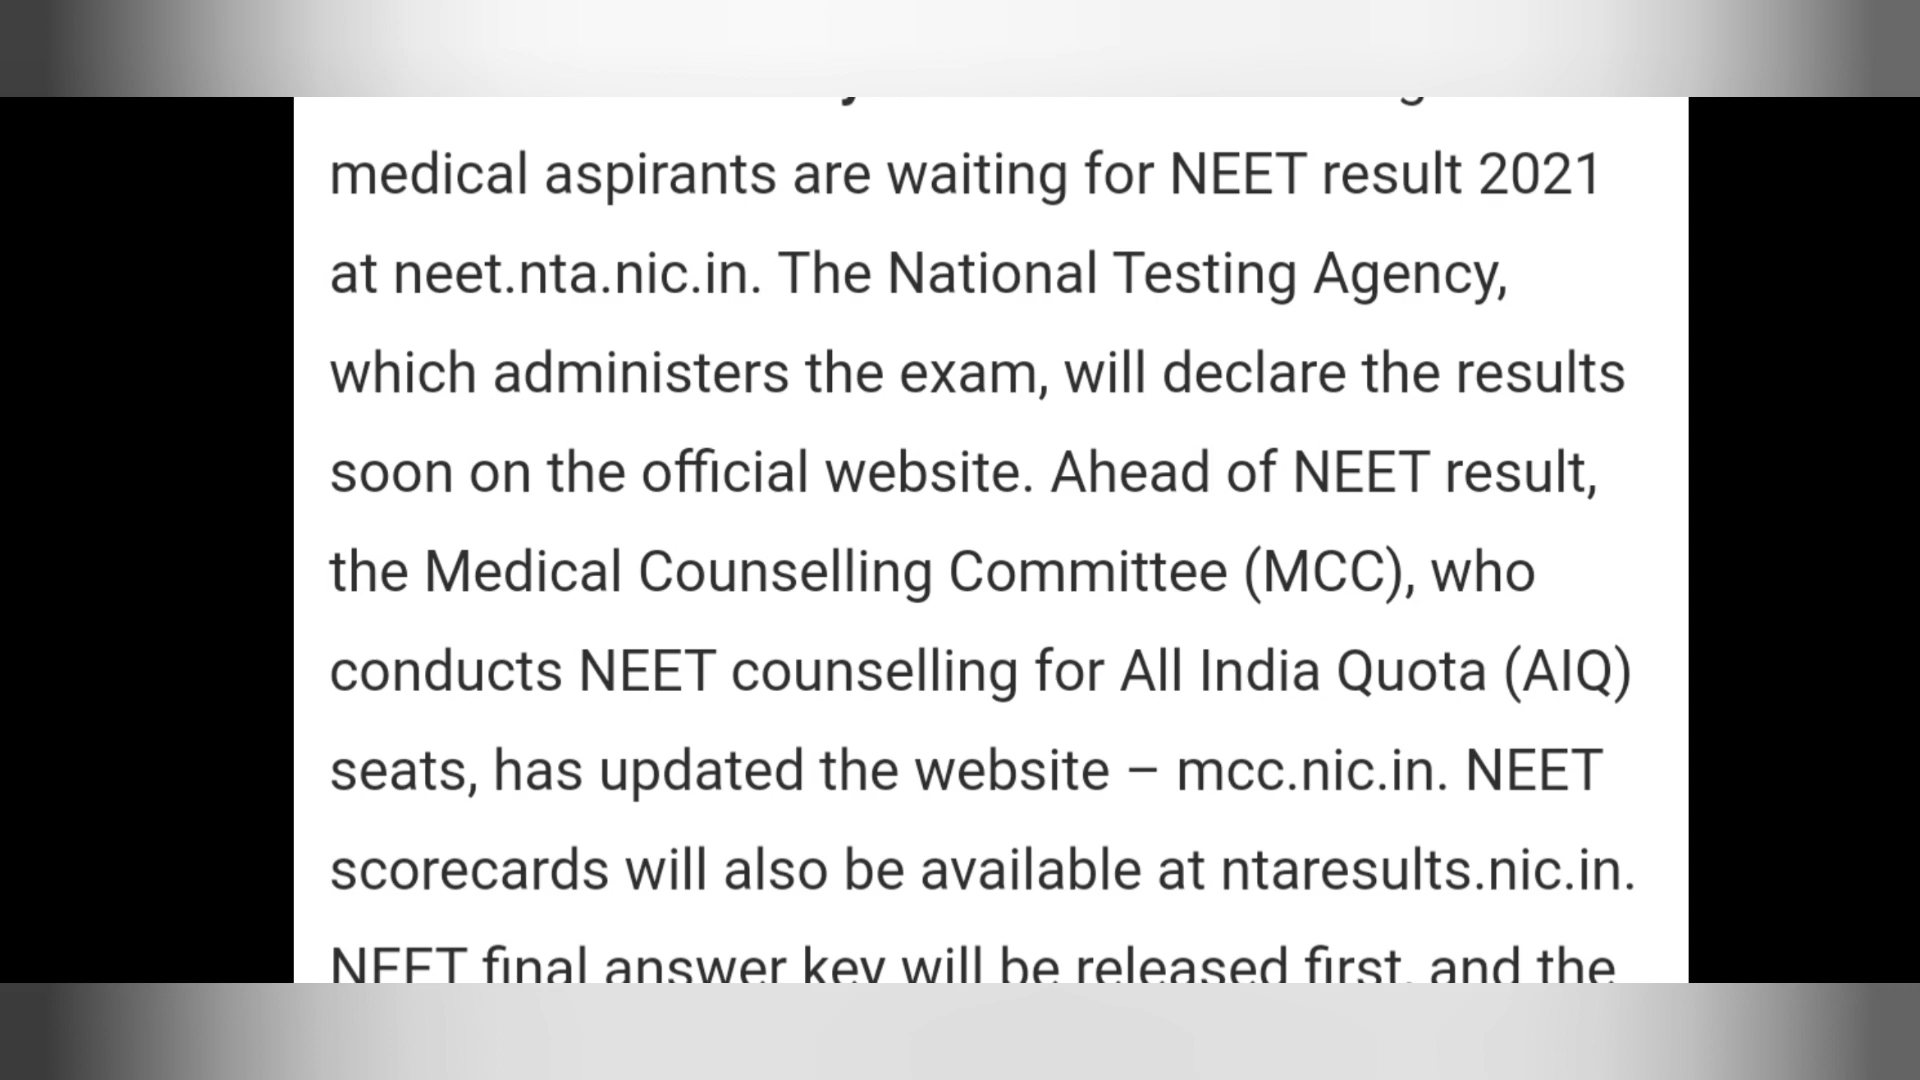 medical aspirants are waiting for NEET result 2021
at neet.nta.nic.in. The National Testing Agency,
which administers the exam, will declare the results
soon on the official website. Ahead of NEET result,
the Medical Counselling Committee (MCC), who
conducts NEET counselling for All India Quota (AIQ)
seats, has updated the website – mcc.nic.in. NEET
scorecards will also be available at ntaresults.nic.in.
NEET final answer key will be released first, and the